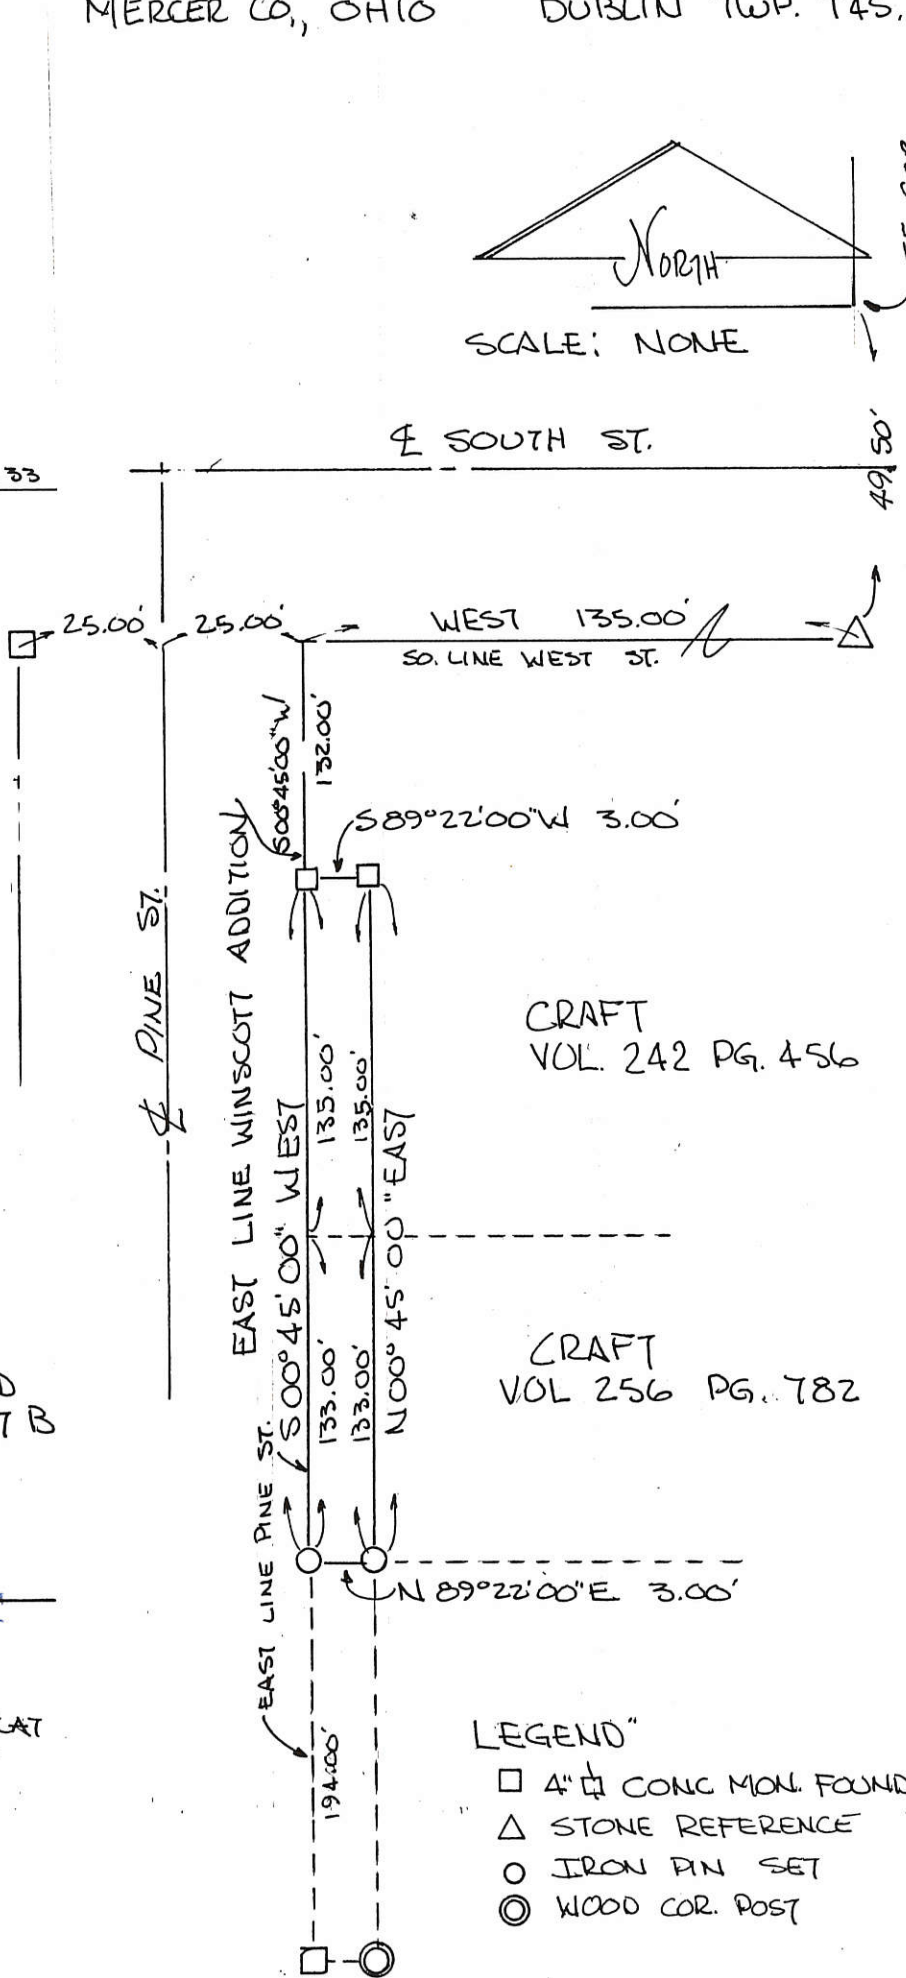 MERCER CO., OHIO DUBLIN TWP. T4S,
NORTH
SCALE: NONE
℄ SOUTH ST.
49.50'
33
25.00' 25.00' WEST 135.00'
SO. LINE WEST ST.
S00°45'00"W
132.00'
S89°22'00"W 3.00'
℄ PINE ST.
EAST LINE WINSCOTT ADDITION
S00°45'00" WEST
135.00'
135.00'
N00°45'00"EAST
CRAFT
VOL. 242 PG. 456
133.00'
133.00'
CRAFT
VOL 256 PG. 782
EAST LINE PINE ST.
N 89°22'00"E 3.00'
194.00'
LEGEND"
□ 4"⌷ CONC MON. FOUND
△ STONE REFERENCE
○ IRON PIN SET
◎ WOOD COR. POST